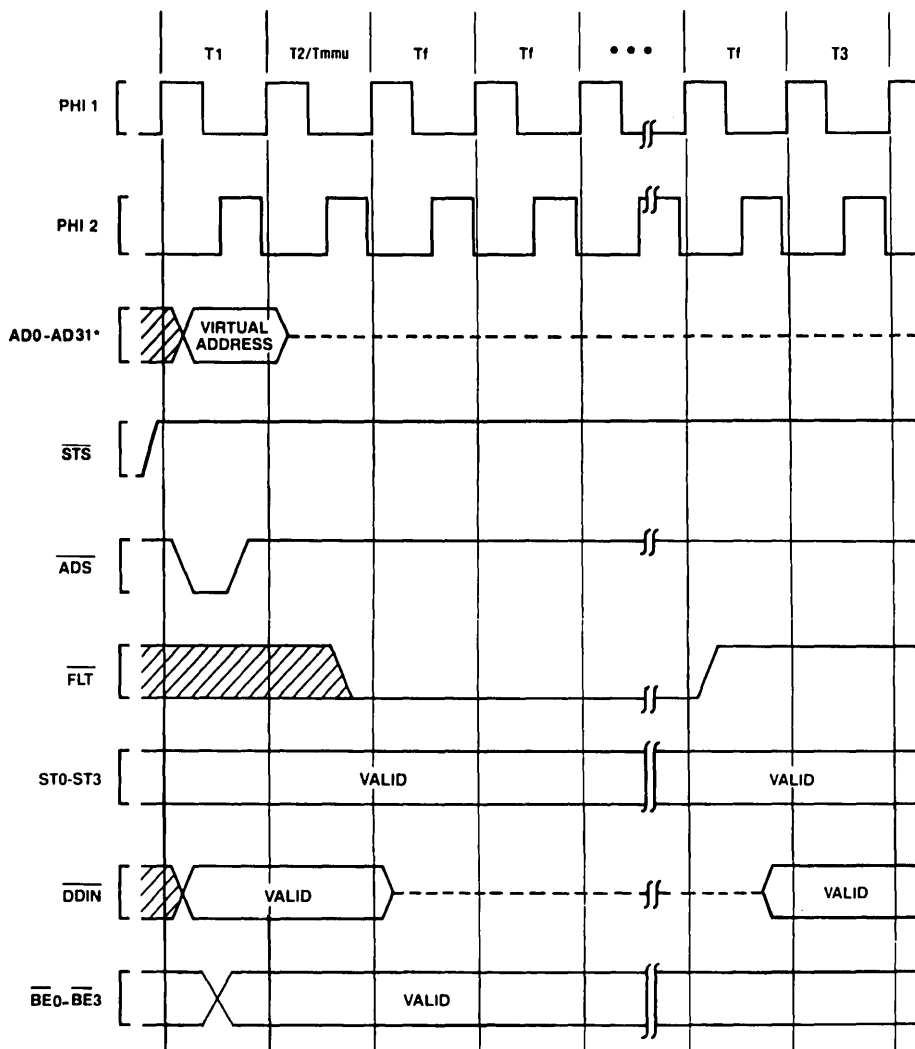 T1 T2/Tmmu Tf Tf • • • Tf T3
PHI 1
PHI 2
AD0-AD31* VIRTUAL ADDRESS
STS
ADS
FLT
ST0-ST3 VALID VALID
DDIN VALID VALID
BE0-BE3 VALID